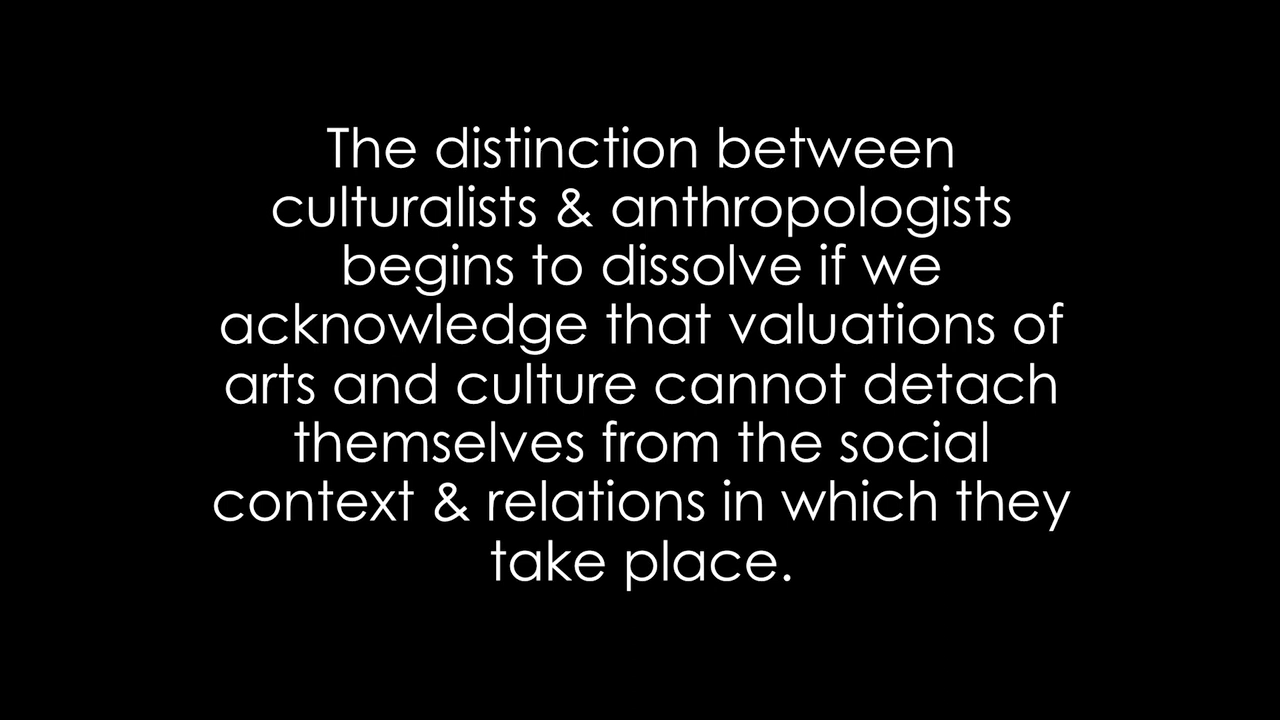 The distinction between
culturalists & anthropologists
begins to dissolve if we
acknowledge that valuations of
arts and culture cannot detach
themselves from the social
context & relations in which they
take place.